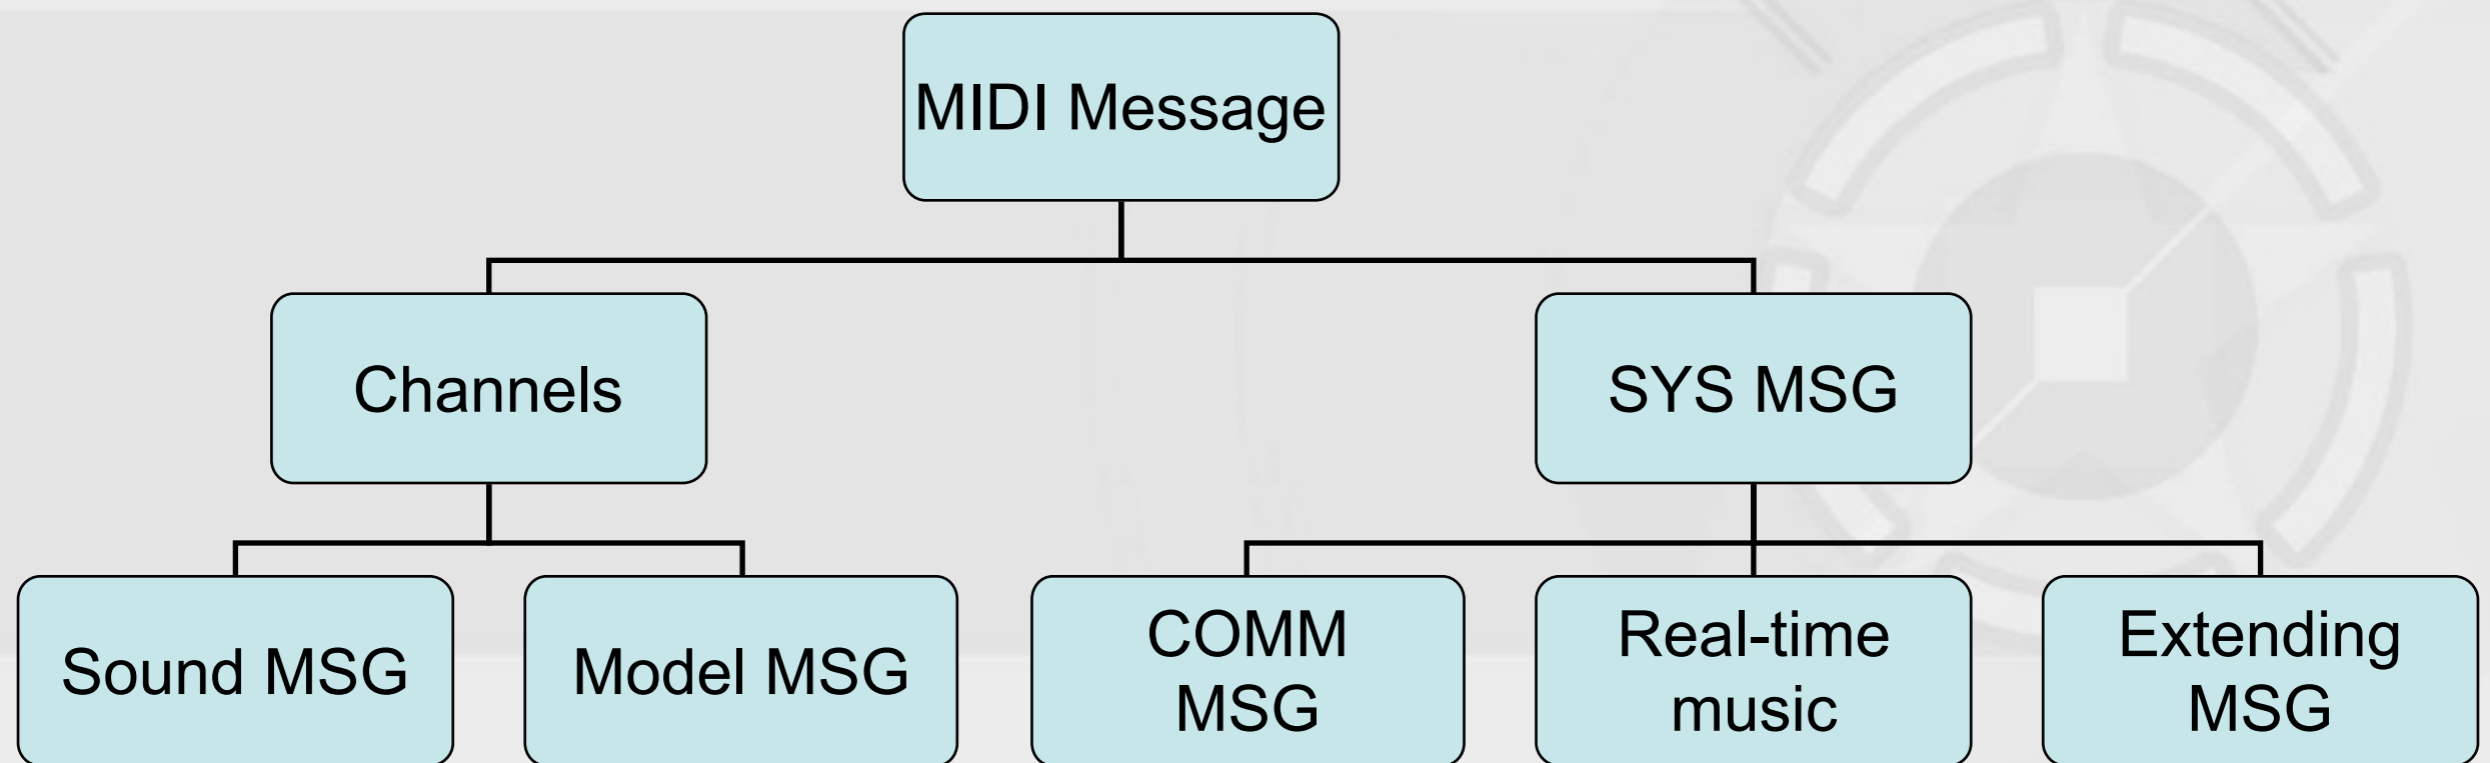 MIDI Message
Channels
SYS MSG
Sound MSG
Model MSG
COMM
MSG
Real-time
music
Extending
MSG